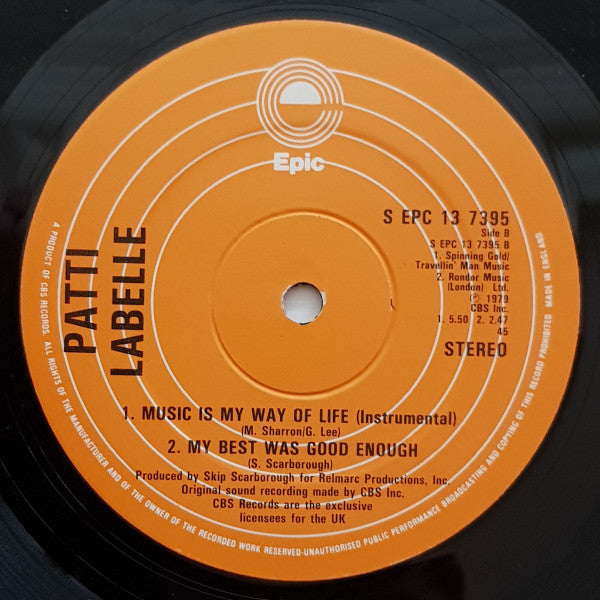 Epic
PATTI
LABELLE
S EPC 13 7395
Side B
S EPC 13 7395 B
1. Spinning Gold/
Travellin' Man Music
2. Rondor Music
(London) Ltd.
℗ 1979
CBS Inc.
1. 5.50 2. 2.47
45
STEREO
1. MUSIC IS MY WAY OF LIFE (Instrumental)
(M. Sharron/G. Lee)
2. MY BEST WAS GOOD ENOUGH
(S. Scarborough)
Produced by Skip Scarborough for Relmarc Productions, Inc.
Original sound recording made by CBS Inc.
CBS Records are the exclusive
licensees for the UK
A PRODUCT OF CBS RECORDS. ALL RIGHTS OF THE MANUFACTURER AND OF THE OWNER OF THE RECORDED WORK RESERVED·UNAUTHORISED PUBLIC PERFORMANCE BROADCASTING AND COPYING OF THIS RECORD PROHIBITED MADE IN ENGLAND